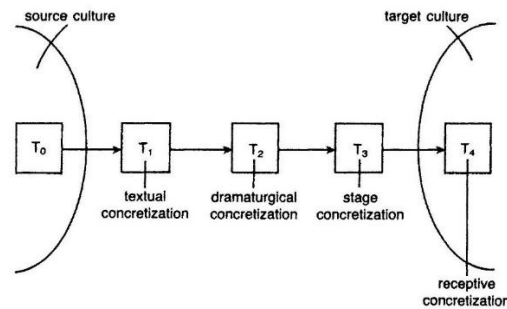 source culture
target culture
T₀
T₁
T₂
T₃
T₄
textual
concretization
dramaturgical
concretization
stage
concretization
receptive
concretization